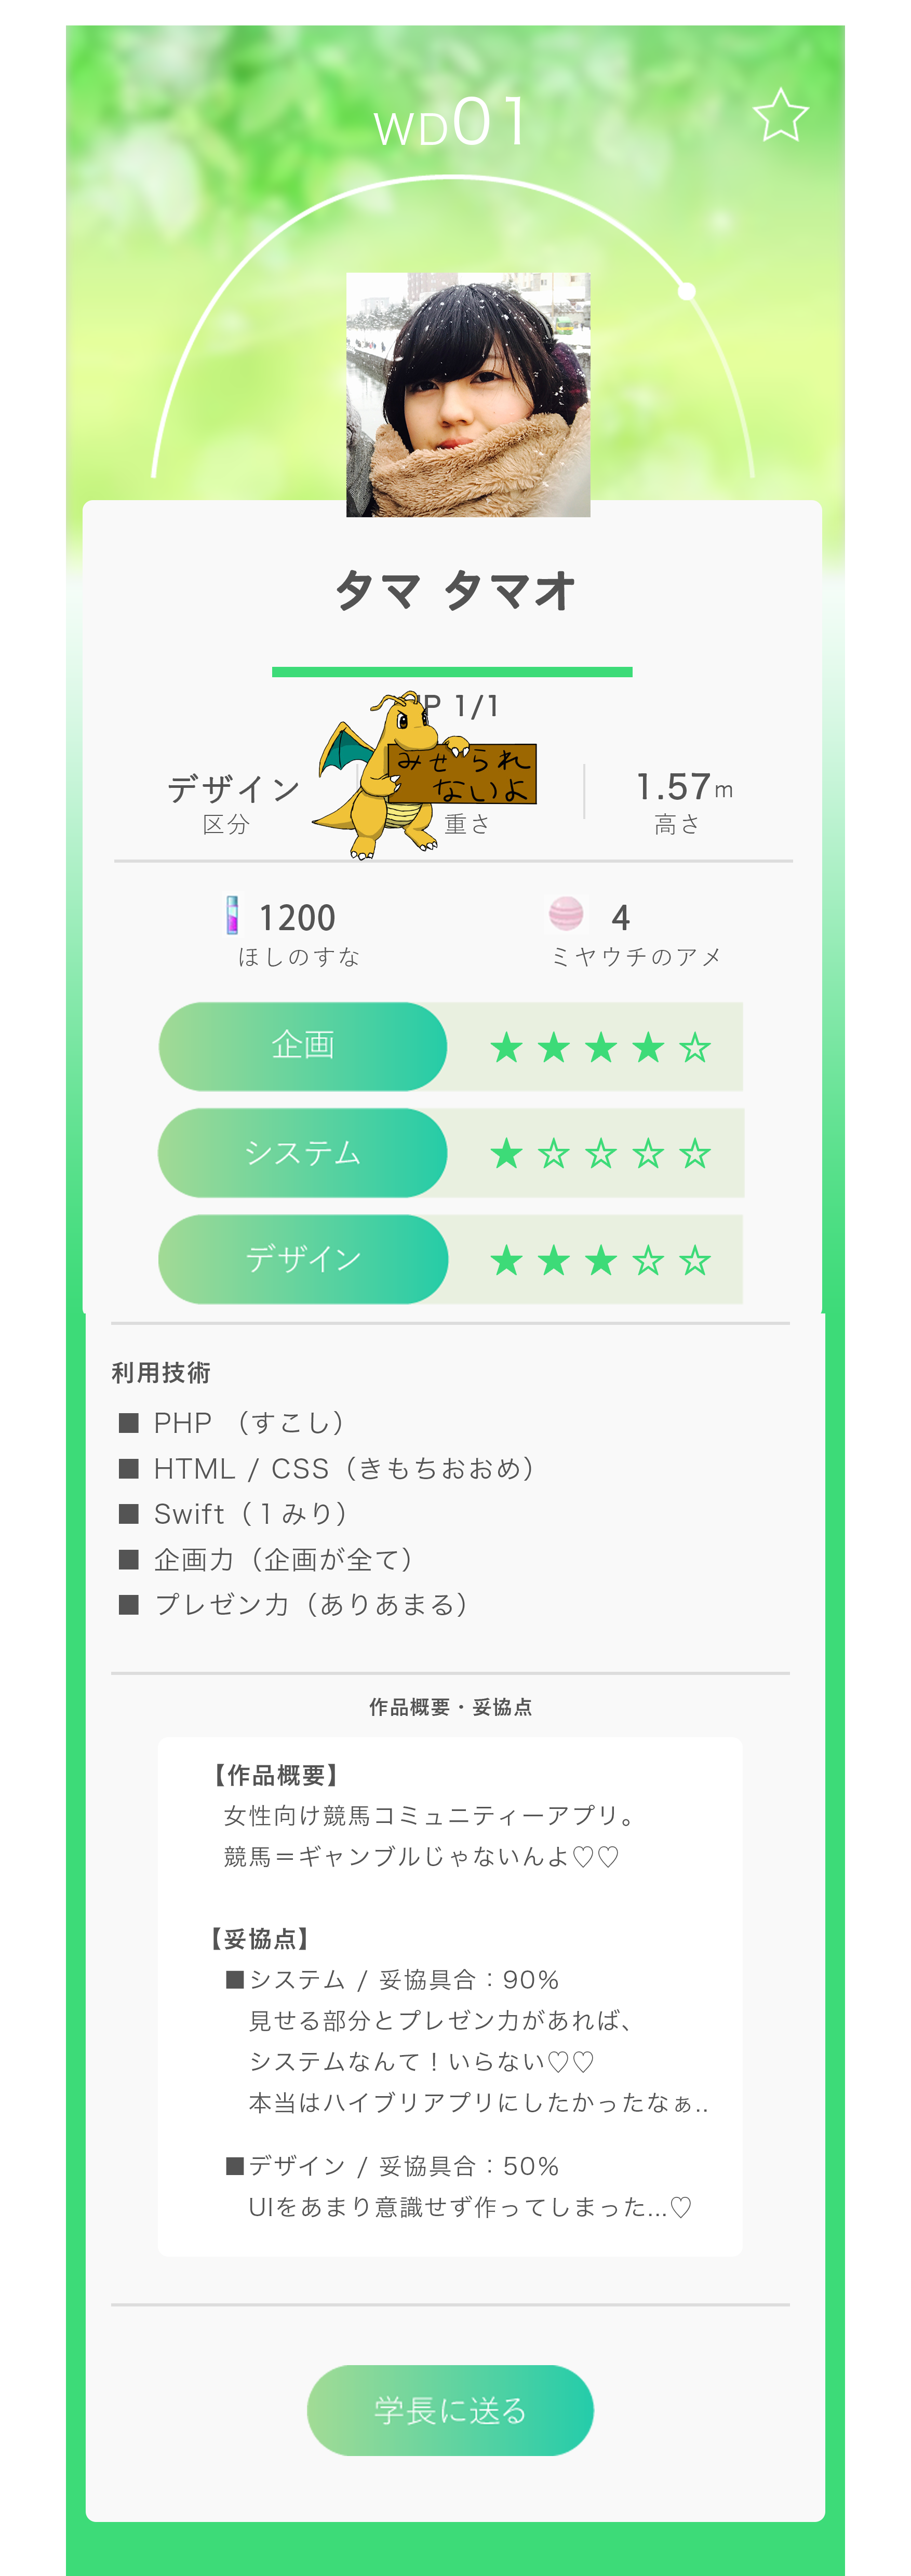 WD01
タマ タマオ
P 1/1
みせられ
ないよ
デザイン
区分
重さ
1.57m
高さ
1200
ほしのすな
4
ミヤウチのアメ
企画 ★★★★☆
システム ★☆☆☆☆
デザイン ★★★☆☆
利用技術
■ PHP （すこし）
■ HTML / CSS（きもちおおめ）
■ Swift（１みり）
■ 企画力（企画が全て）
■ プレゼン力（ありあまる）
作品概要・妥協点
【作品概要】
女性向け競馬コミュニティーアプリ。
競馬＝ギャンブルじゃないんよ♡♡
【妥協点】
■システム / 妥協具合：90%
見せる部分とプレゼン力があれば、
システムなんて！いらない♡♡
本当はハイブリアプリにしたかったなぁ..
■デザイン / 妥協具合：50%
UIをあまり意識せず作ってしまった...♡
学長に送る